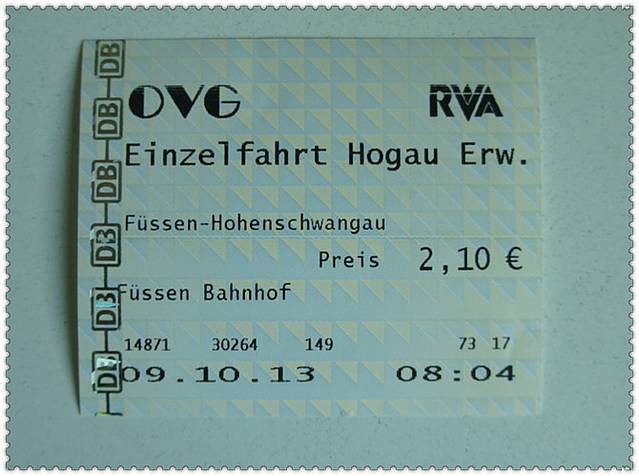 OVG RVA
Einzelfahrt Hogau Erw.
Füssen-Hohenschwangau
Preis 2,10 €
Füssen Bahnhof
14871 30264 149 73 17
09.10.13 08:04
DB
DB
DB
DB
DB
DB